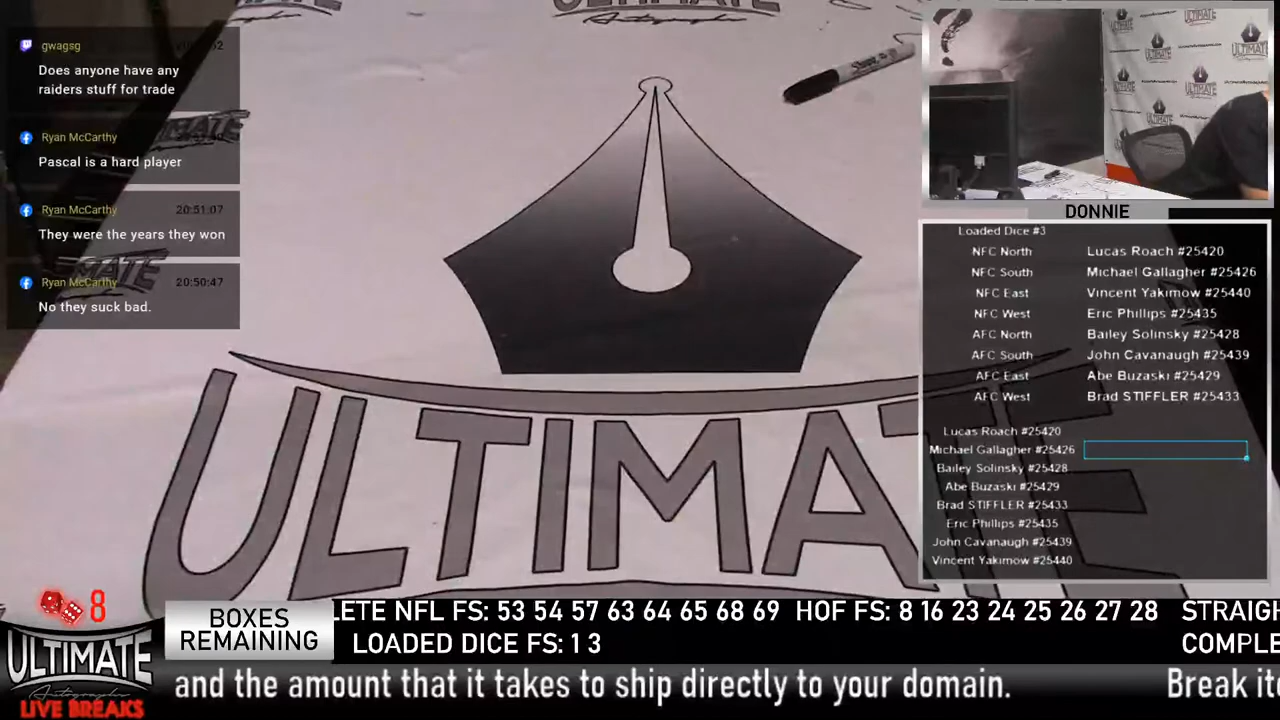 gwagsg
Does anyone have any
raiders stuff for trade
Ryan McCarthy
Pascal is a hard player
Ryan McCarthy 20:51:07
They were the years they won
Ryan McCarthy 20:50:47
No they suck bad.
ULTIMATE
DONNIE
Loaded Dice #3
NFC North Lucas Roach #25420
NFC South Michael Gallagher #25426
NFC East Vincent Yakimow #25440
NFC West Eric Phillips #25435
AFC North Bailey Solinsky #25428
AFC South John Cavanaugh #25439
AFC East Abe Buzaski #25429
AFC West Brad STIFFLER #25433
Lucas Roach #25420
Michael Gallagher #25426
Bailey Solinsky #25428
Abe Buzaski #25429
Brad STIFFLER #25433
Eric Phillips #25435
John Cavanaugh #25439
Vincent Yakimow #25440
8
ULTIMATE
Autographs
LIVE BREAKS
BOXES
REMAINING
LETE NFL FS: 53 54 57 63 64 65 68 69 HOF FS: 8 16 23 24 25 26 27 28 STRAIGH
LOADED DICE FS: 1 3 COMPLE
and the amount that it takes to ship directly to your domain. Break ite